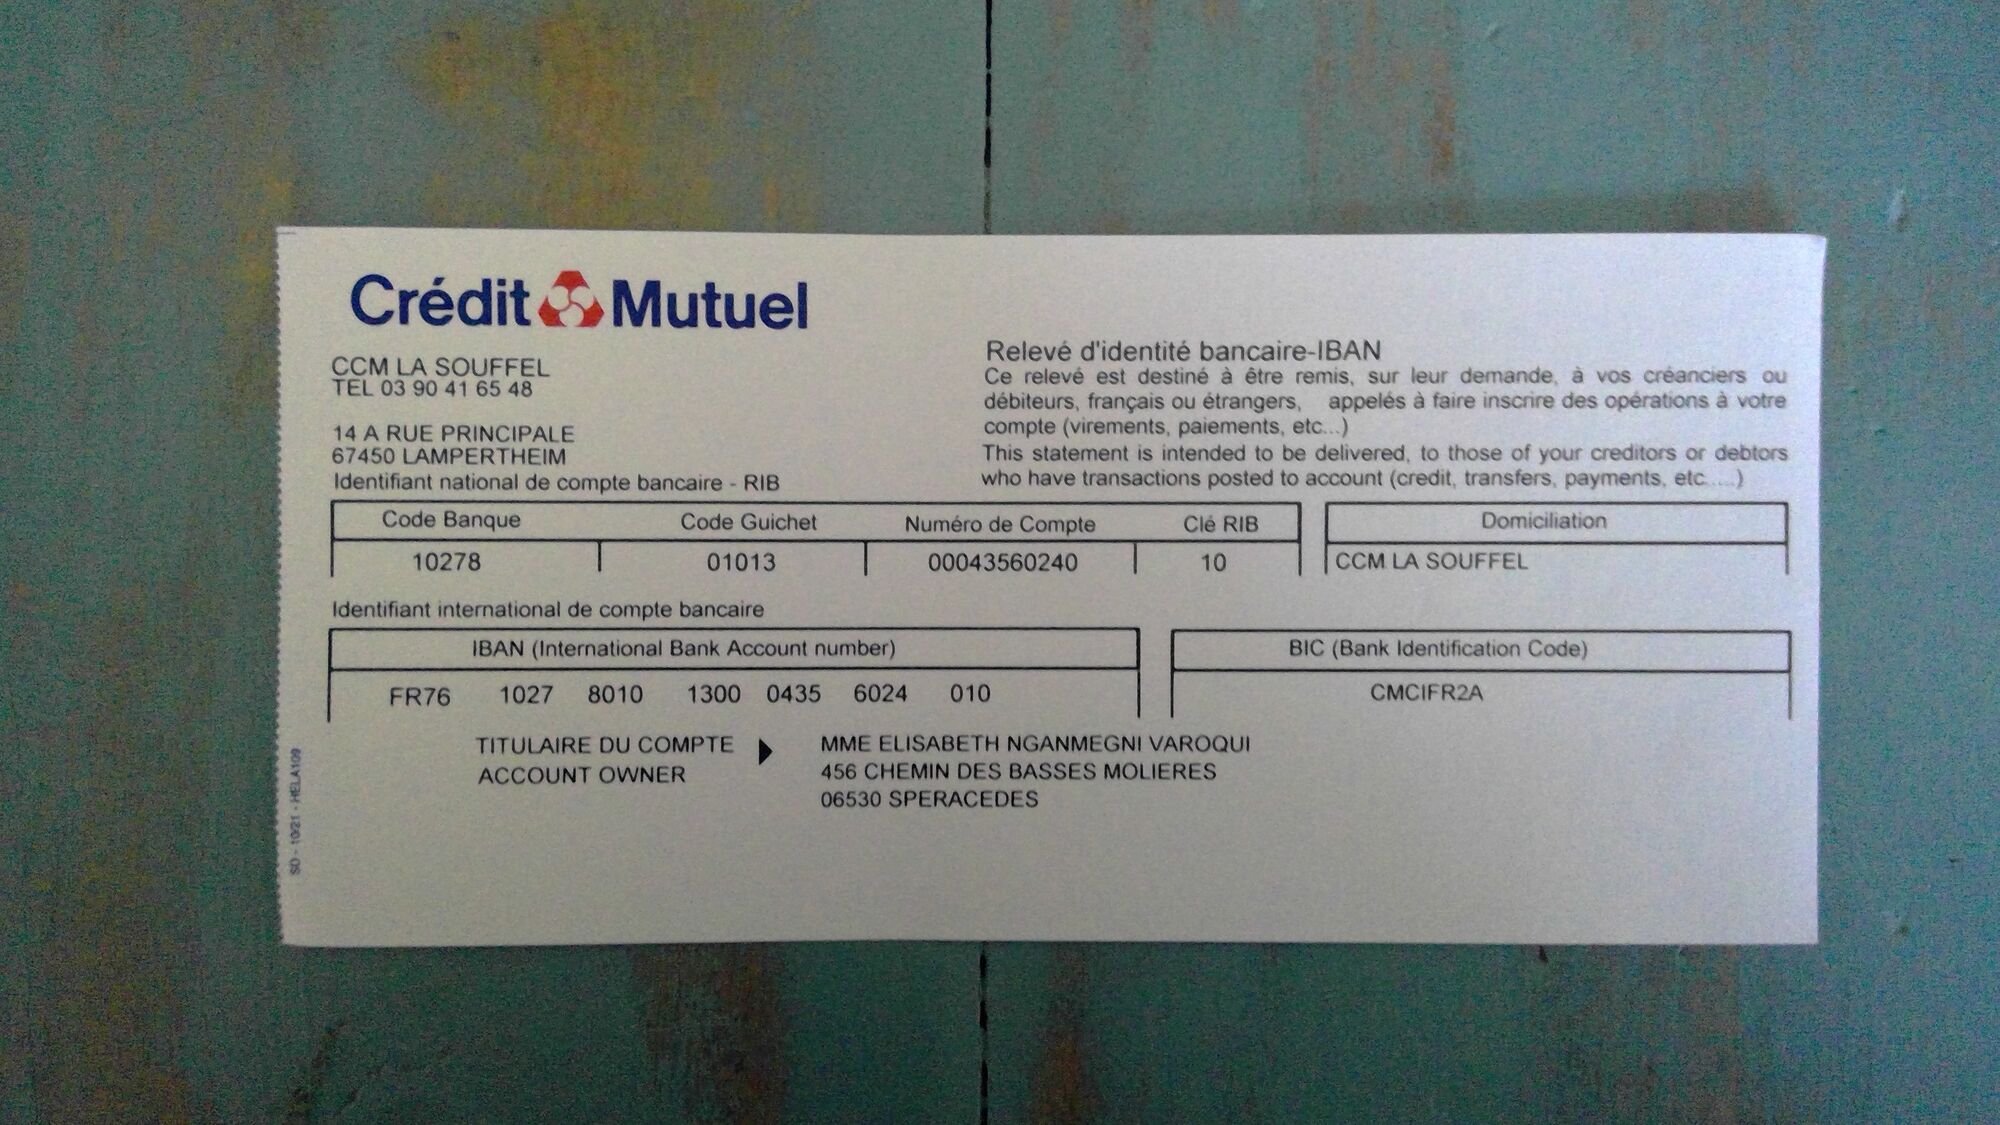 Crédit Mutuel
CCM LA SOUFFEL
TEL 03 90 41 65 48
14 A RUE PRINCIPALE
67450 LAMPERTHEIM
Relevé d'identité bancaire-IBAN
Ce relevé est destiné à être remis, sur leur demande, à vos créanciers ou
débiteurs, français ou étrangers, appelés à faire inscrire des opérations à votre
compte (virements, paiements, etc...)
This statement is intended to be delivered, to those of your creditors or debtors
who have transactions posted to account (credit, transfers, payments, etc.....)
Identifiant national de compte bancaire - RIB
Code Banque Code Guichet Numéro de Compte Clé RIB Domiciliation
10278 01013 00043560240 10 CCM LA SOUFFEL
Identifiant international de compte bancaire
IBAN (International Bank Account number) BIC (Bank Identification Code)
FR76 1027 8010 1300 0435 6024 010 CMCIFR2A
TITULAIRE DU COMPTE MME ELISABETH NGANMEGNI VAROQUI
ACCOUNT OWNER 456 CHEMIN DES BASSES MOLIERES
06530 SPERACEDES
SD - 10/21 - HELA109